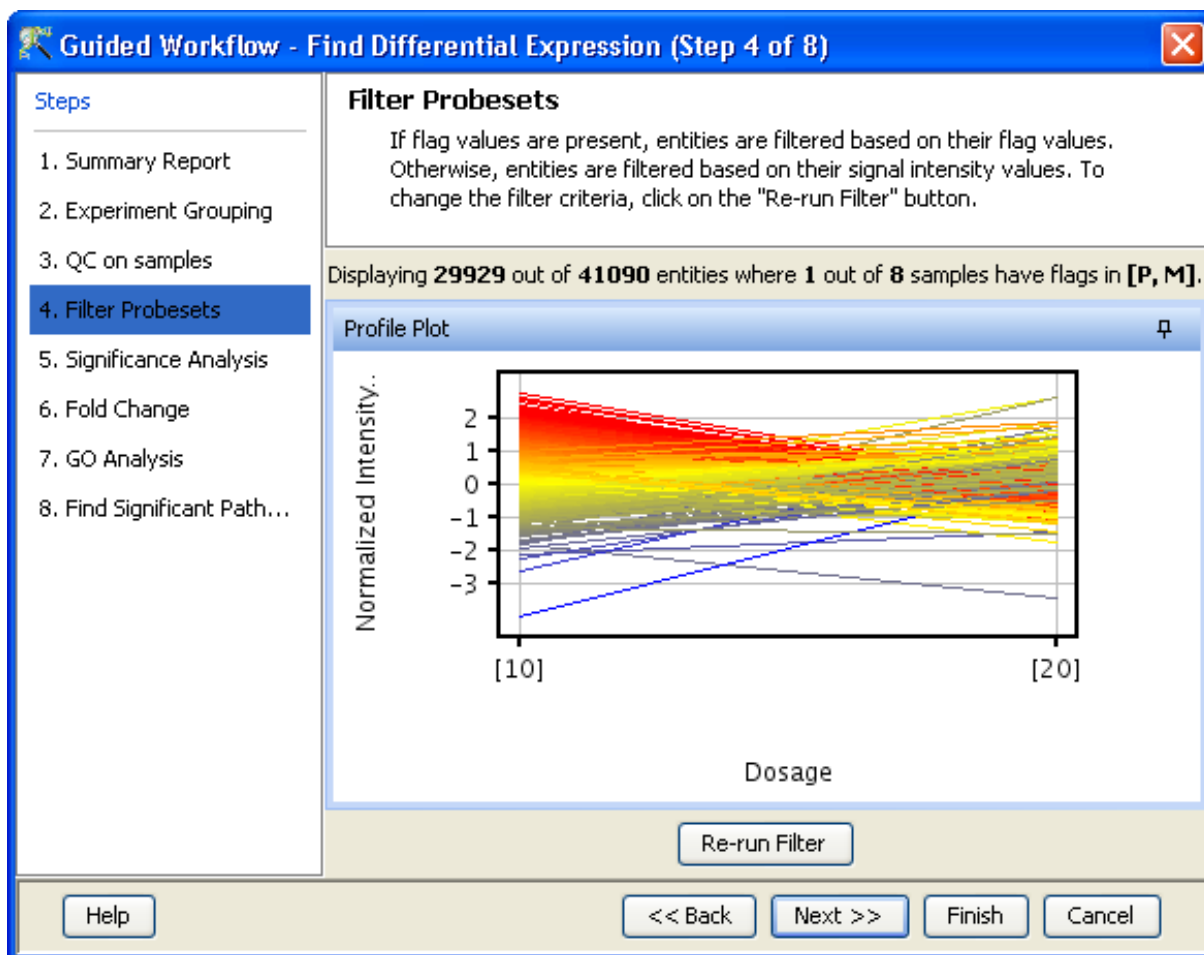 Guided Workflow - Find Differential Expression (Step 4 of 8)
Steps
1. Summary Report
2. Experiment Grouping
3. QC on samples
4. Filter Probesets
5. Significance Analysis
6. Fold Change
7. GO Analysis
8. Find Significant Path...
Filter Probesets
If flag values are present, entities are filtered based on their flag values.
Otherwise, entities are filtered based on their signal intensity values. To
change the filter criteria, click on the "Re-run Filter" button.
Displaying 29929 out of 41090 entities where 1 out of 8 samples have flags in [P, M].
Profile Plot
Normalized Intensity..
2
1
0
-1
-2
-3
[10]
[20]
Dosage
Re-run Filter
Help
<< Back
Next >>
Finish
Cancel